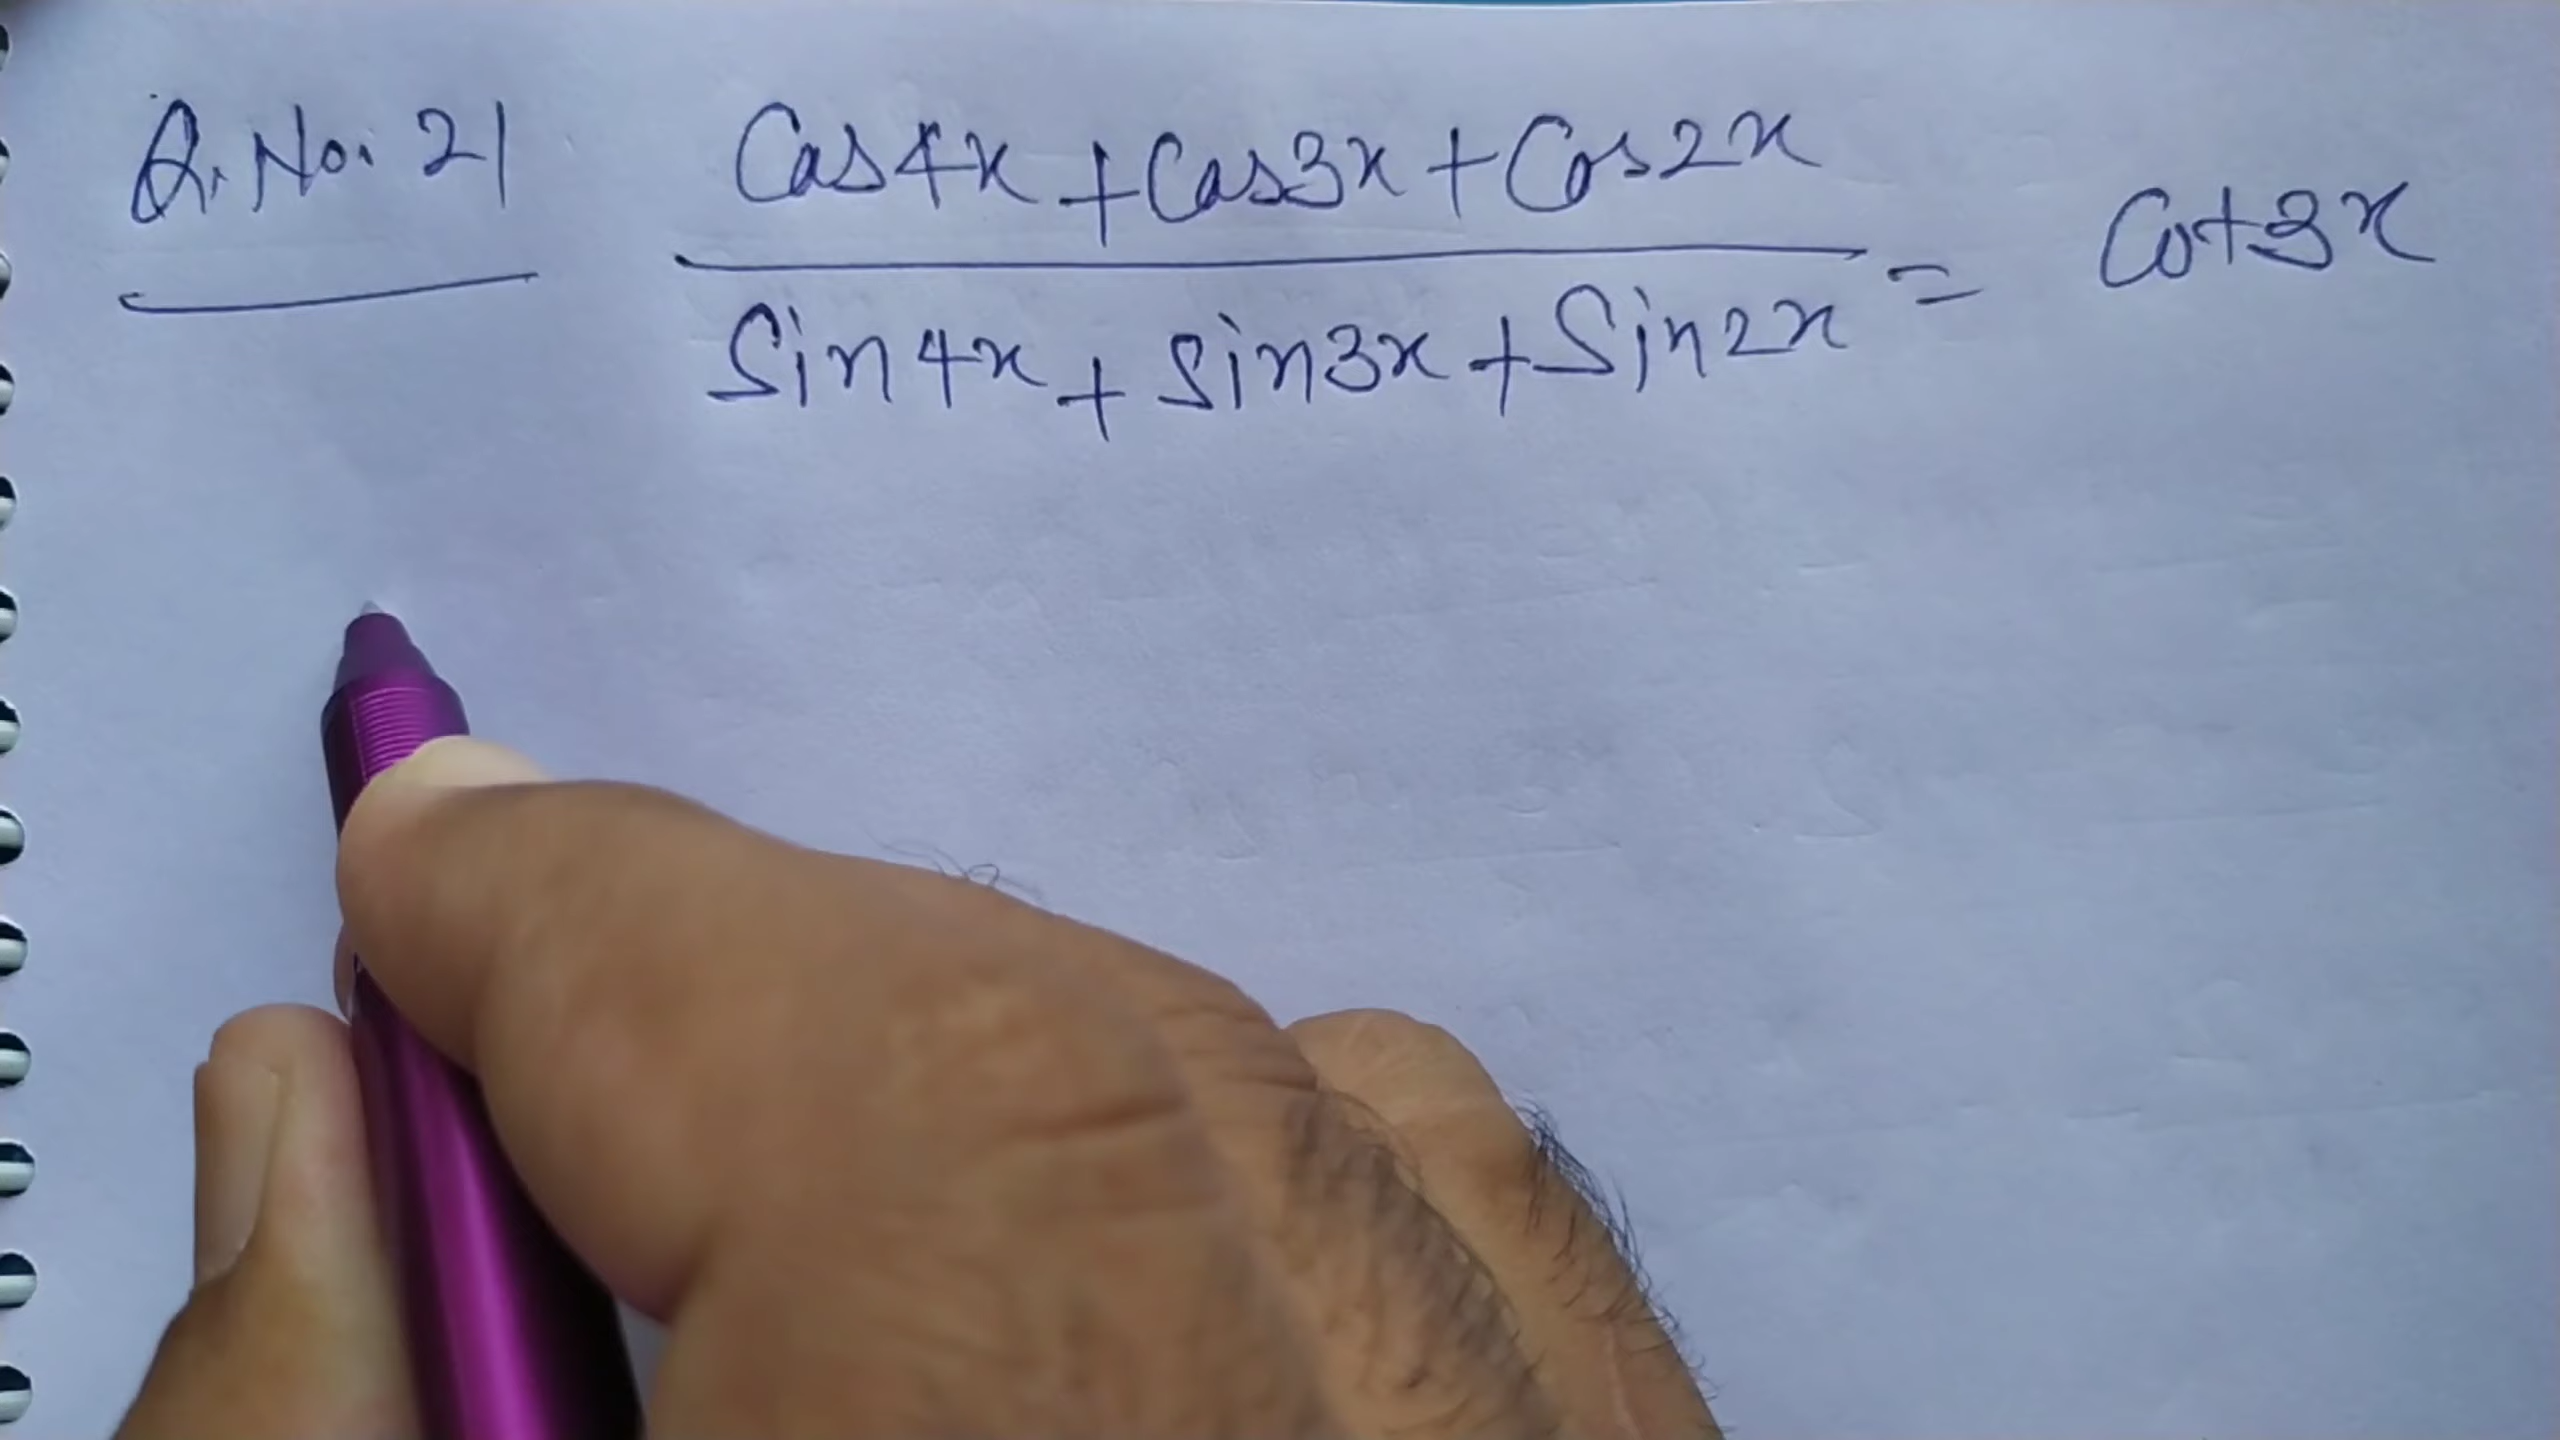 Q. No. 21
Cos4x + Cos3x + Cos2x
Sin4x + Sin3x + Sin2x
= Cot3x